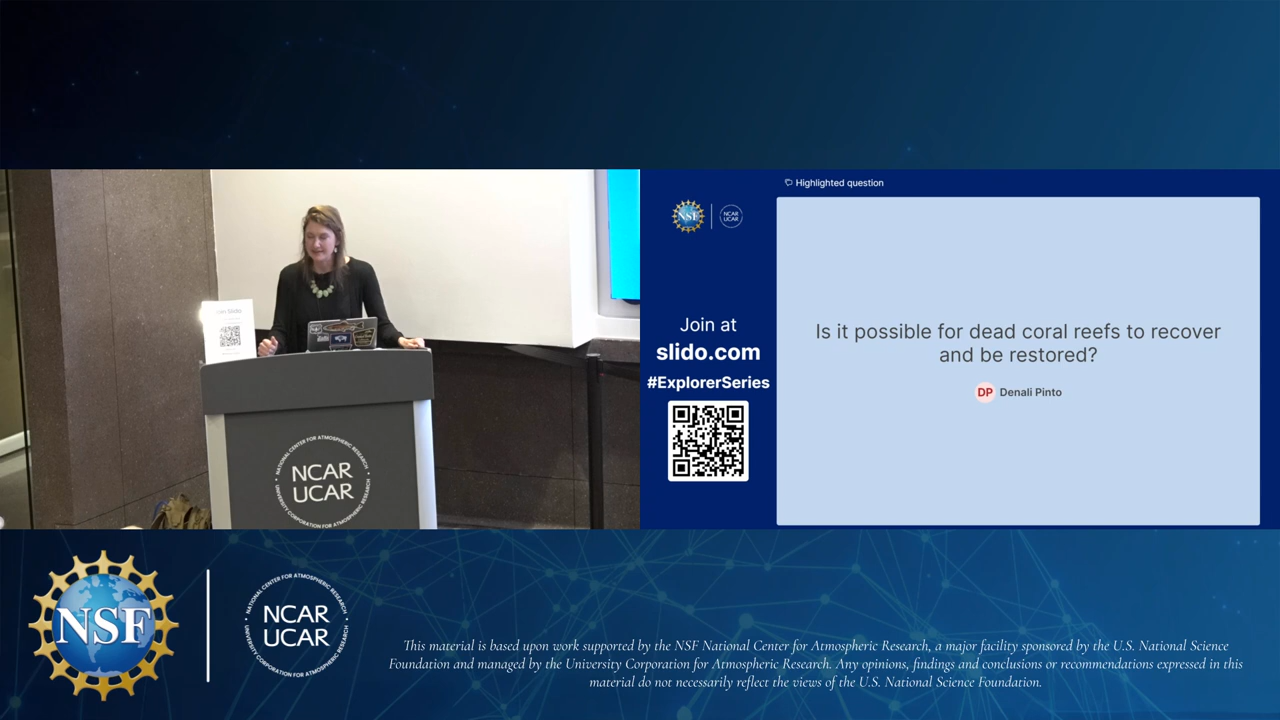 Highlighted question
NSF
NCAR
UCAR
Join at
slido.com
#ExplorerSeries
Is it possible for dead coral reefs to recover
and be restored?
DP Denali Pinto
Slido
NATIONAL CENTER FOR ATMOSPHERIC RESEARCH
NCAR
UCAR
UNIVERSITY CORPORATION FOR ATMOSPHERIC RESEARCH
NSF
NATIONAL CENTER FOR ATMOSPHERIC RESEARCH
NCAR
UCAR
UNIVERSITY CORPORATION FOR ATMOSPHERIC RESEARCH
This material is based upon work supported by the NSF National Center for Atmospheric Research, a major facility sponsored by the U.S. National Science
Foundation and managed by the University Corporation for Atmospheric Research. Any opinions, findings and conclusions or recommendations expressed in this
material do not necessarily reflect the views of the U.S. National Science Foundation.